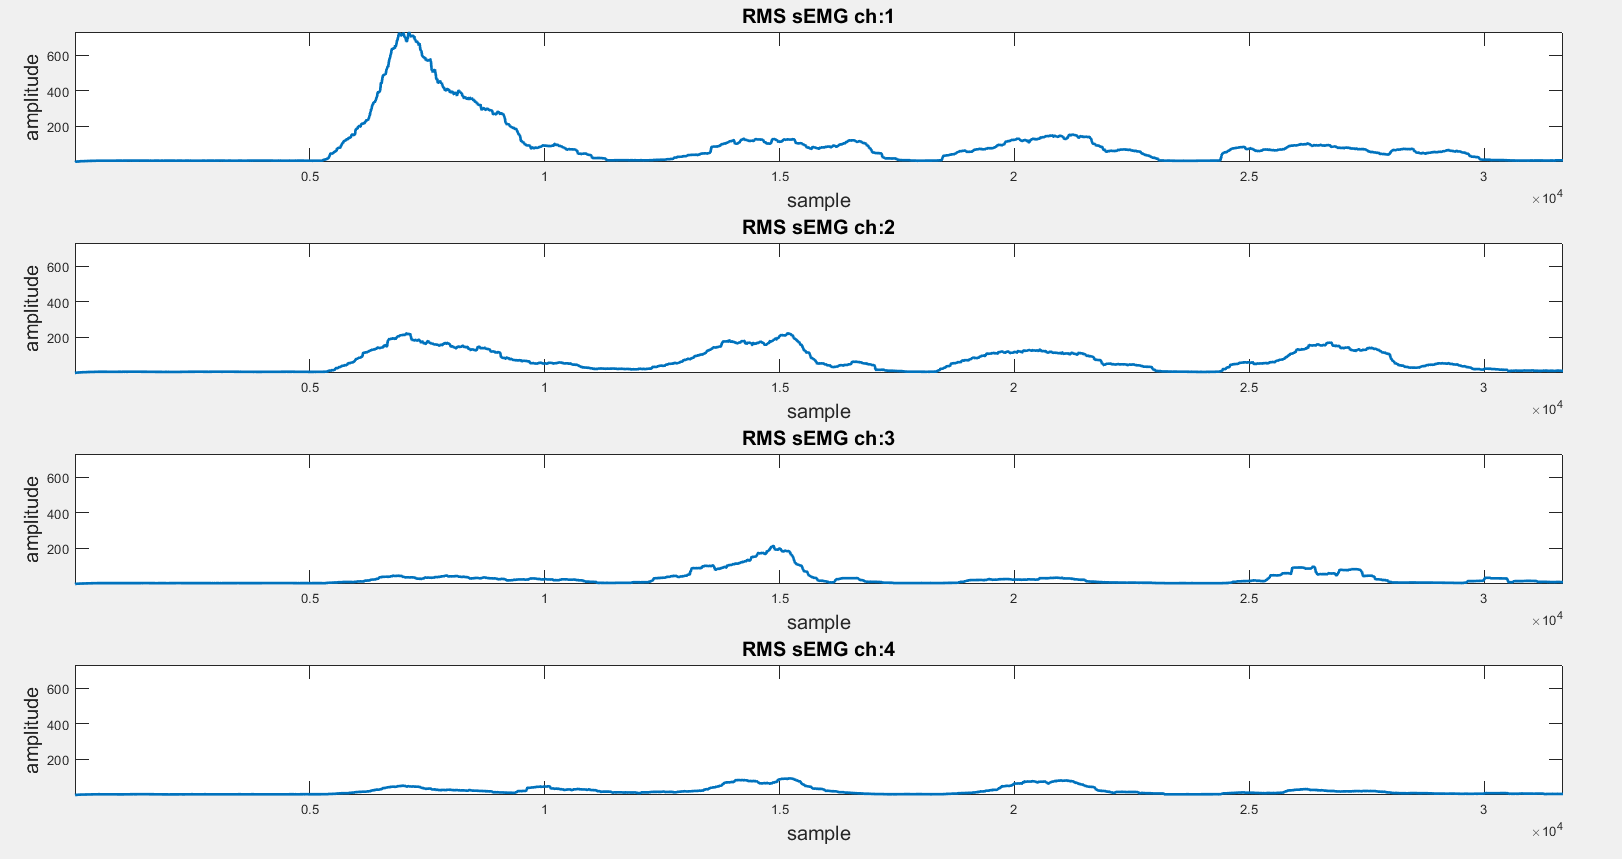 RMS sEMG ch:1
amplitude
600
400
200
0.5 1 1.5 2 2.5 3
×10^4
sample
RMS sEMG ch:2
amplitude
600
400
200
0.5 1 1.5 2 2.5 3
×10^4
sample
RMS sEMG ch:3
amplitude
600
400
200
0.5 1 1.5 2 2.5 3
×10^4
sample
RMS sEMG ch:4
amplitude
600
400
200
0.5 1 1.5 2 2.5 3
×10^4
sample